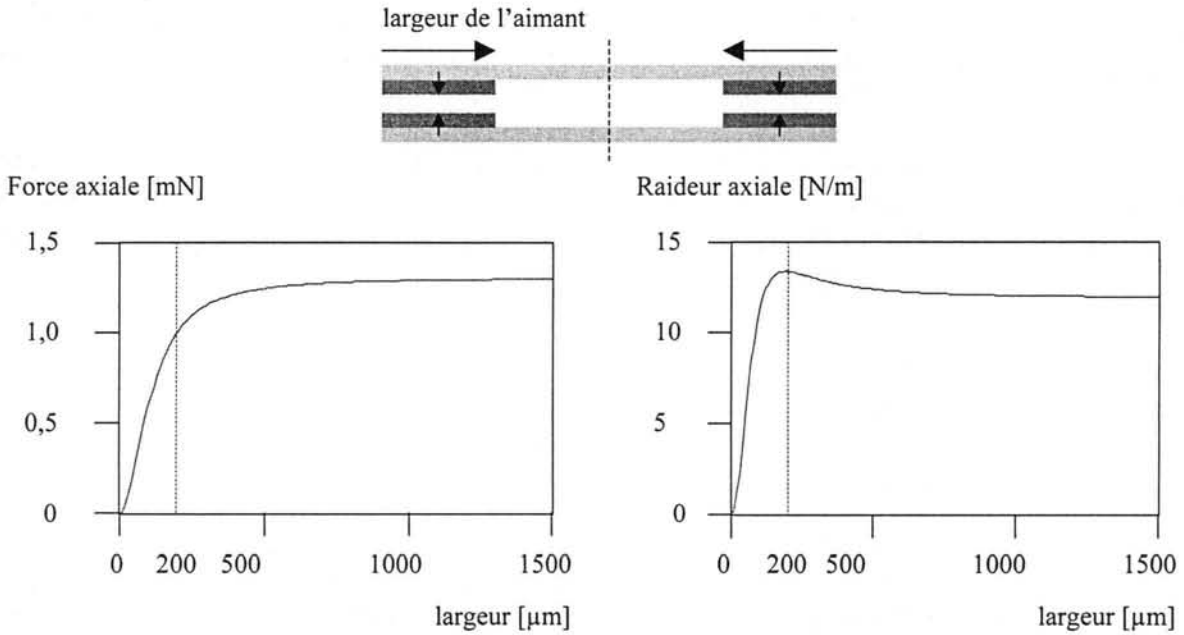 largeur de l'aimant
Force axiale [mN]
1,5
1,0
0,5
0
0 200 500 1000 1500
largeur [µm]
Raideur axiale [N/m]
15
10
5
0
0 200 500 1000 1500
largeur [µm]